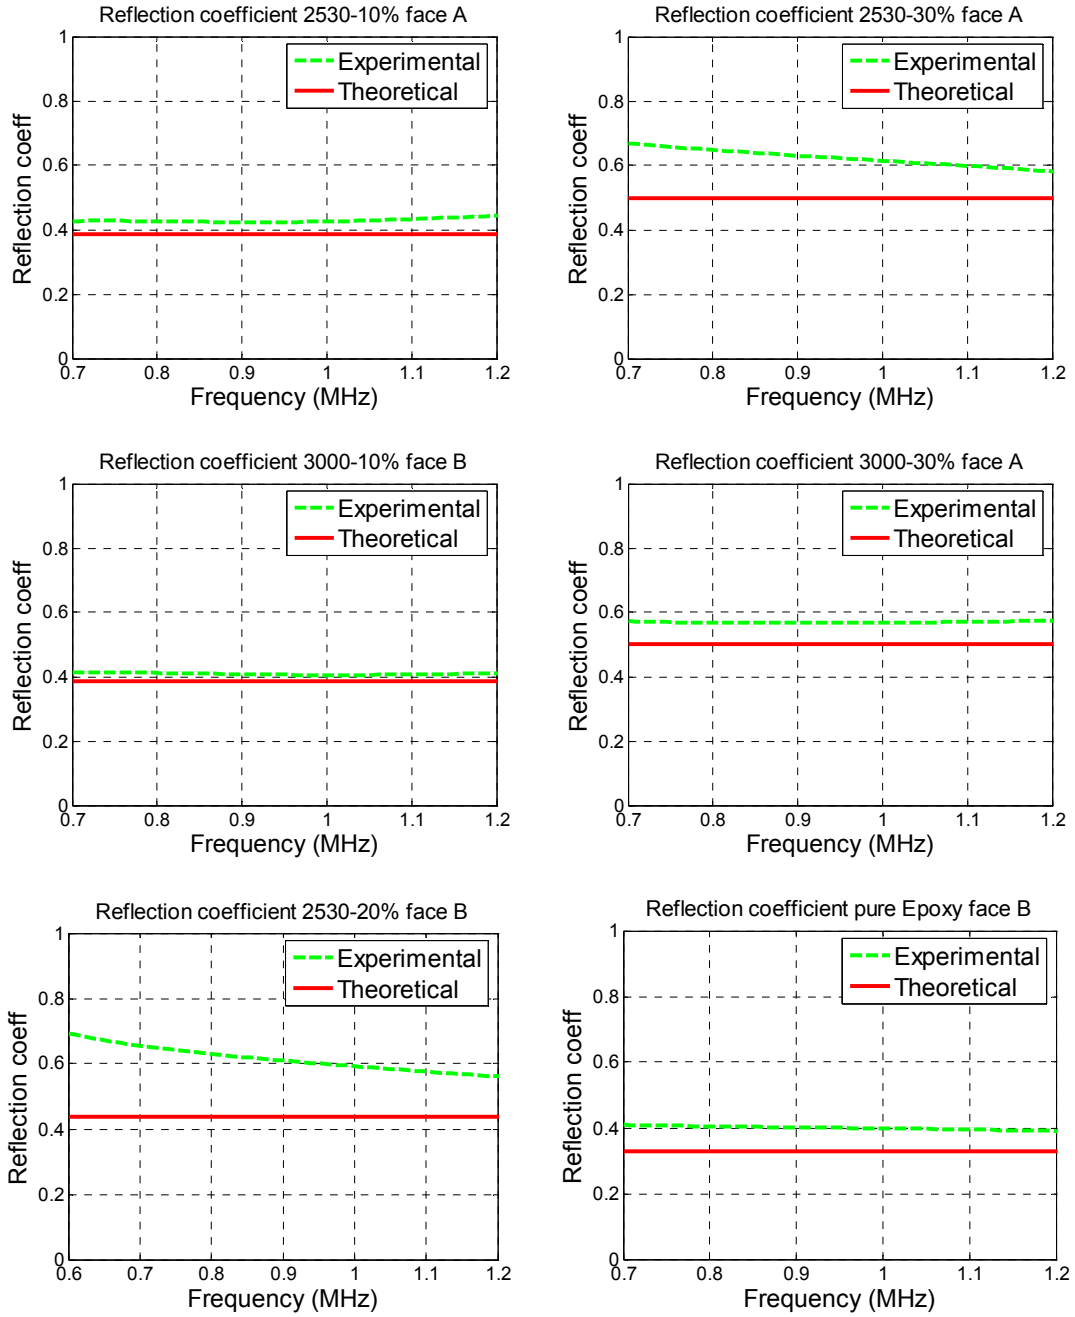 Reflection coefficient 2530-10% face A
1
0.8
0.6
0.4
0.2
0
Reflection coeff
Experimental
Theoretical
0.7 0.8 0.9 1 1.1 1.2
Frequency (MHz)
Reflection coefficient 2530-30% face A
1
0.8
0.6
0.4
0.2
0
Reflection coeff
Experimental
Theoretical
0.7 0.8 0.9 1 1.1 1.2
Frequency (MHz)
Reflection coefficient 3000-10% face B
1
0.8
0.6
0.4
0.2
0
Reflection coeff
Experimental
Theoretical
0.7 0.8 0.9 1 1.1 1.2
Frequency (MHz)
Reflection coefficient 3000-30% face A
1
0.8
0.6
0.4
0.2
0
Reflection coeff
Experimental
Theoretical
0.7 0.8 0.9 1 1.1 1.2
Frequency (MHz)
Reflection coefficient 2530-20% face B
1
0.8
0.6
0.4
0.2
0
Reflection coeff
Experimental
Theoretical
0.6 0.7 0.8 0.9 1 1.1 1.2
Frequency (MHz)
Reflection coefficient pure Epoxy face B
1
0.8
0.6
0.4
0.2
0
Reflection coeff
Experimental
Theoretical
0.7 0.8 0.9 1 1.1 1.2
Frequency (MHz)